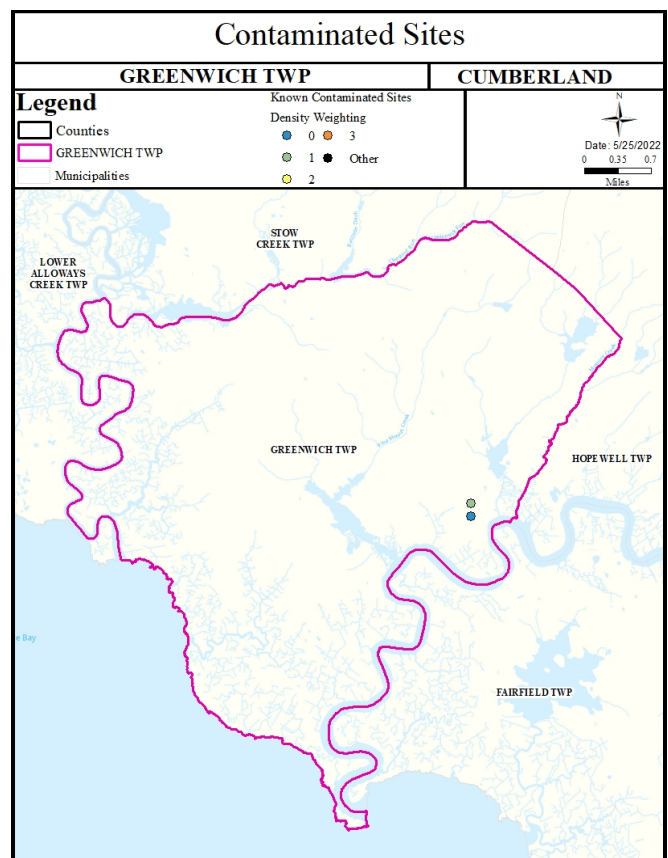 Contaminated Sites
GREENWICH TWP
CUMBERLAND
Legend
Counties
GREENWICH TWP
Municipalities
Known Contaminated Sites
Density Weighting
0
3
1
Other
2
N
Date: 5/25/2022
0 0.35 0.7
Miles
STOW
CREEK TWP
LOWER
ALLOWAYS
CREEK TWP
GREENWICH TWP
HOPEWELL TWP
e Bay
FAIRFIELD TWP